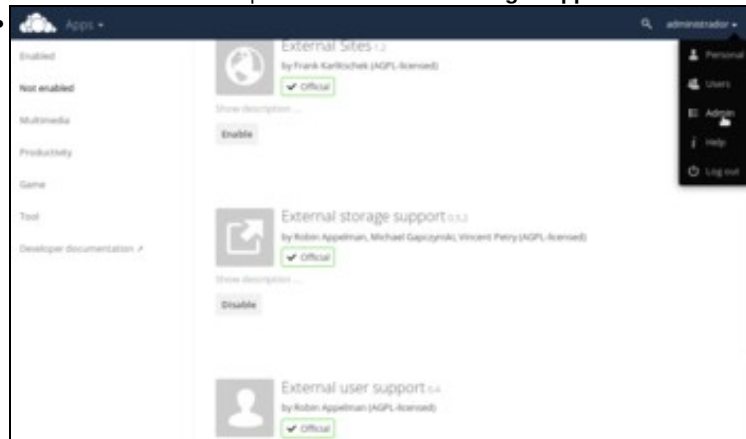 Apps
administrador
Enabled
Not enabled
Multimedia
Productivity
Game
Tool
Developer documentation
External Sites 1.2
by Frank Karlitschek (AGPL-licensed)
Official
Show description ...
Enable
External storage support
by Robin Appelman, Michael Gapczynski, Vincent Petry (AGPL-licensed)
Official
Show description ...
Disable
External user support
by Robin Appelman (AGPL-licensed)
Official
Personal
Users
Admin
Help
Log out